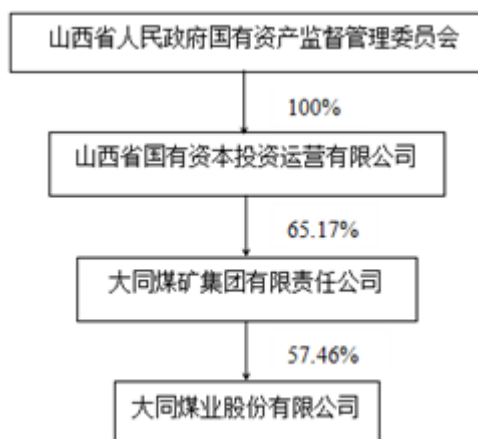 山西省人民政府国有资产监督管理委员会
100%
山西省国有资本投资运营有限公司
65.17%
大同煤矿集团有限责任公司
57.46%
大同煤业股份有限公司